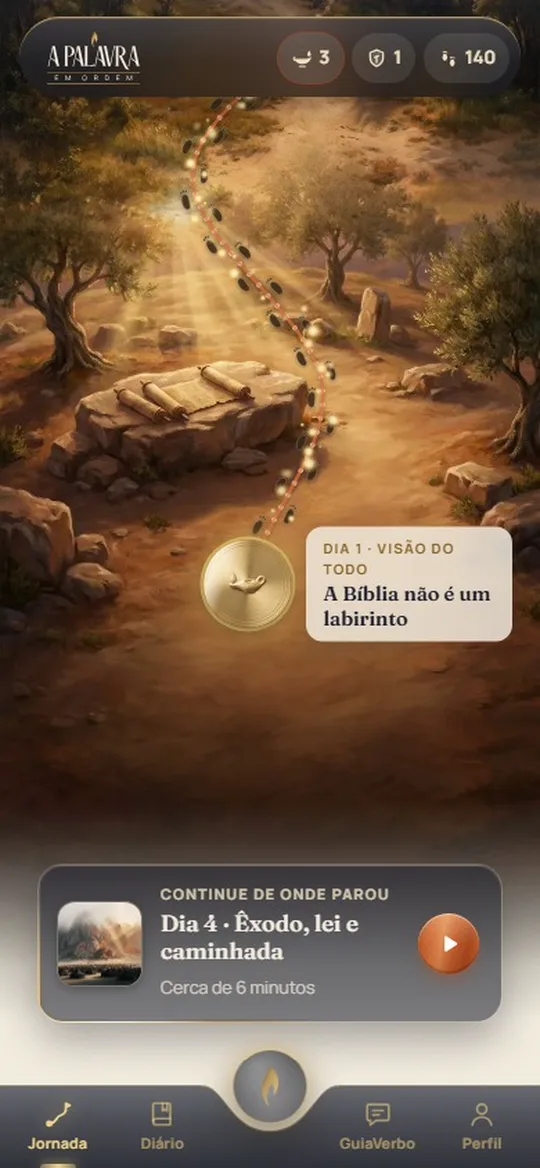 A PALAVRA
EM ORDEM
3
1
140
DIA 1 · VISÃO DO
TODO
A Bíblia não é um
labirinto
CONTINUE DE ONDE PAROU
Dia 4 · Êxodo, lei e
caminhada
Cerca de 6 minutos
Jornada
Diário
GuiaVerbo
Perfil